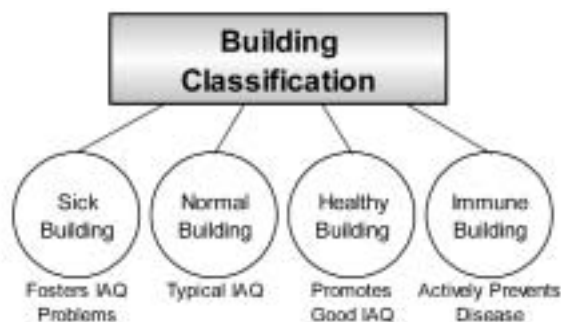 Building
Classification
Sick
Building
Normal
Building
Healthy
Building
Immune
Building
Fosters IAQ
Problems
Typical IAQ
Promotes
Good IAQ
Actively Prevents
Disease